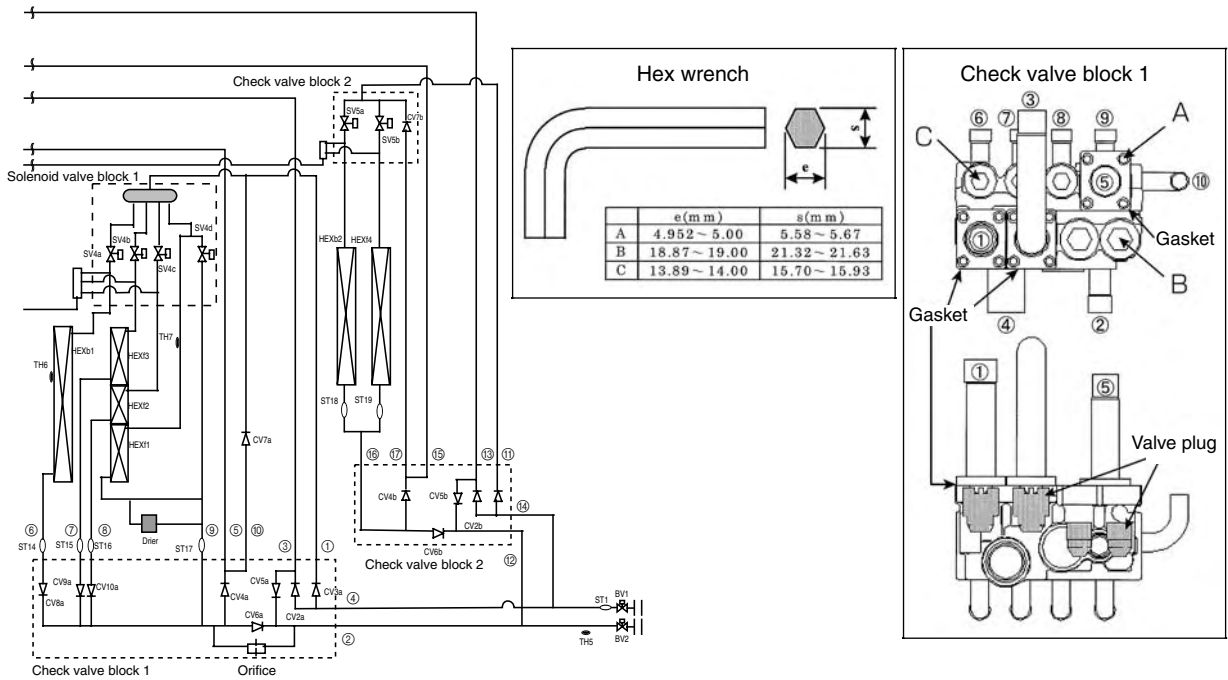 Check valve block 2
SV5a
SV5b
CV7b
Solenoid valve block 1
SV4a
SV4b
SV4c
SV4d
HEXb2
HEXf4
HEXb1
TH6
HEXf3
HEXf2
HEXf1
TH7
ST18
ST19
CV7a
Drier
⑯ ⑰ ⑮ ⑬ ⑪
CV4b
CV5b
CV2b
CV6b
⑭
⑫
Check valve block 2
⑥ ⑦ ⑧ ⑨ ⑤ ⑩ ③ ①
ST14
ST15
ST16
ST17
CV9a
CV8a
CV10a
CV4a
CV5a
CV3a
CV2a
CV6a
④
②
ST1
BV1
BV2
TH5
Check valve block 1
Orifice
Hex wrench
s
e
e(mm) s(mm)
A 4.952～5.00 5.58～5.67
B 18.87～19.00 21.32～21.63
C 13.89～14.00 15.70～15.93
Check valve block 1
③
⑥ ⑦ ⑧ ⑨ A
C
⑤ ⑩
①
Gasket
B
Gasket
④ ②
①
⑤
Valve plug